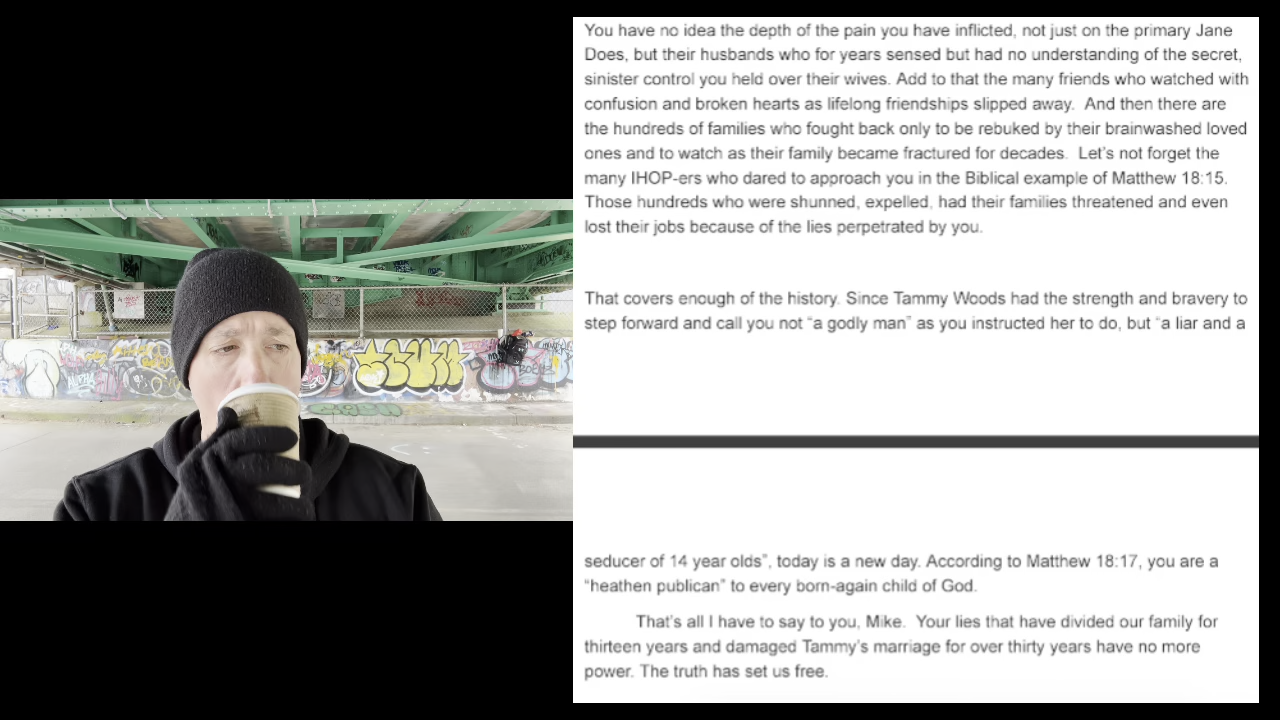 You have no idea the depth of the pain you have inflicted, not just on the primary Jane
Does, but their husbands who for years sensed but had no understanding of the secret,
sinister control you held over their wives. Add to that the many friends who watched with
confusion and broken hearts as lifelong friendships slipped away.  And then there are
the hundreds of families who fought back only to be rebuked by their brainwashed loved
ones and to watch as their family became fractured for decades.  Let's not forget the
many IHOP-ers who dared to approach you in the Biblical example of Matthew 18:15.
Those hundreds who were shunned, expelled, had their families threatened and even
lost their jobs because of the lies perpetrated by you.
That covers enough of the history. Since Tammy Woods had the strength and bravery to
step forward and call you not “a godly man” as you instructed her to do, but “a liar and a
seducer of 14 year olds”, today is a new day. According to Matthew 18:17, you are a
“heathen publican” to every born-again child of God.
That's all I have to say to you, Mike.  Your lies that have divided our family for
thirteen years and damaged Tammy's marriage for over thirty years have no more
power. The truth has set us free.